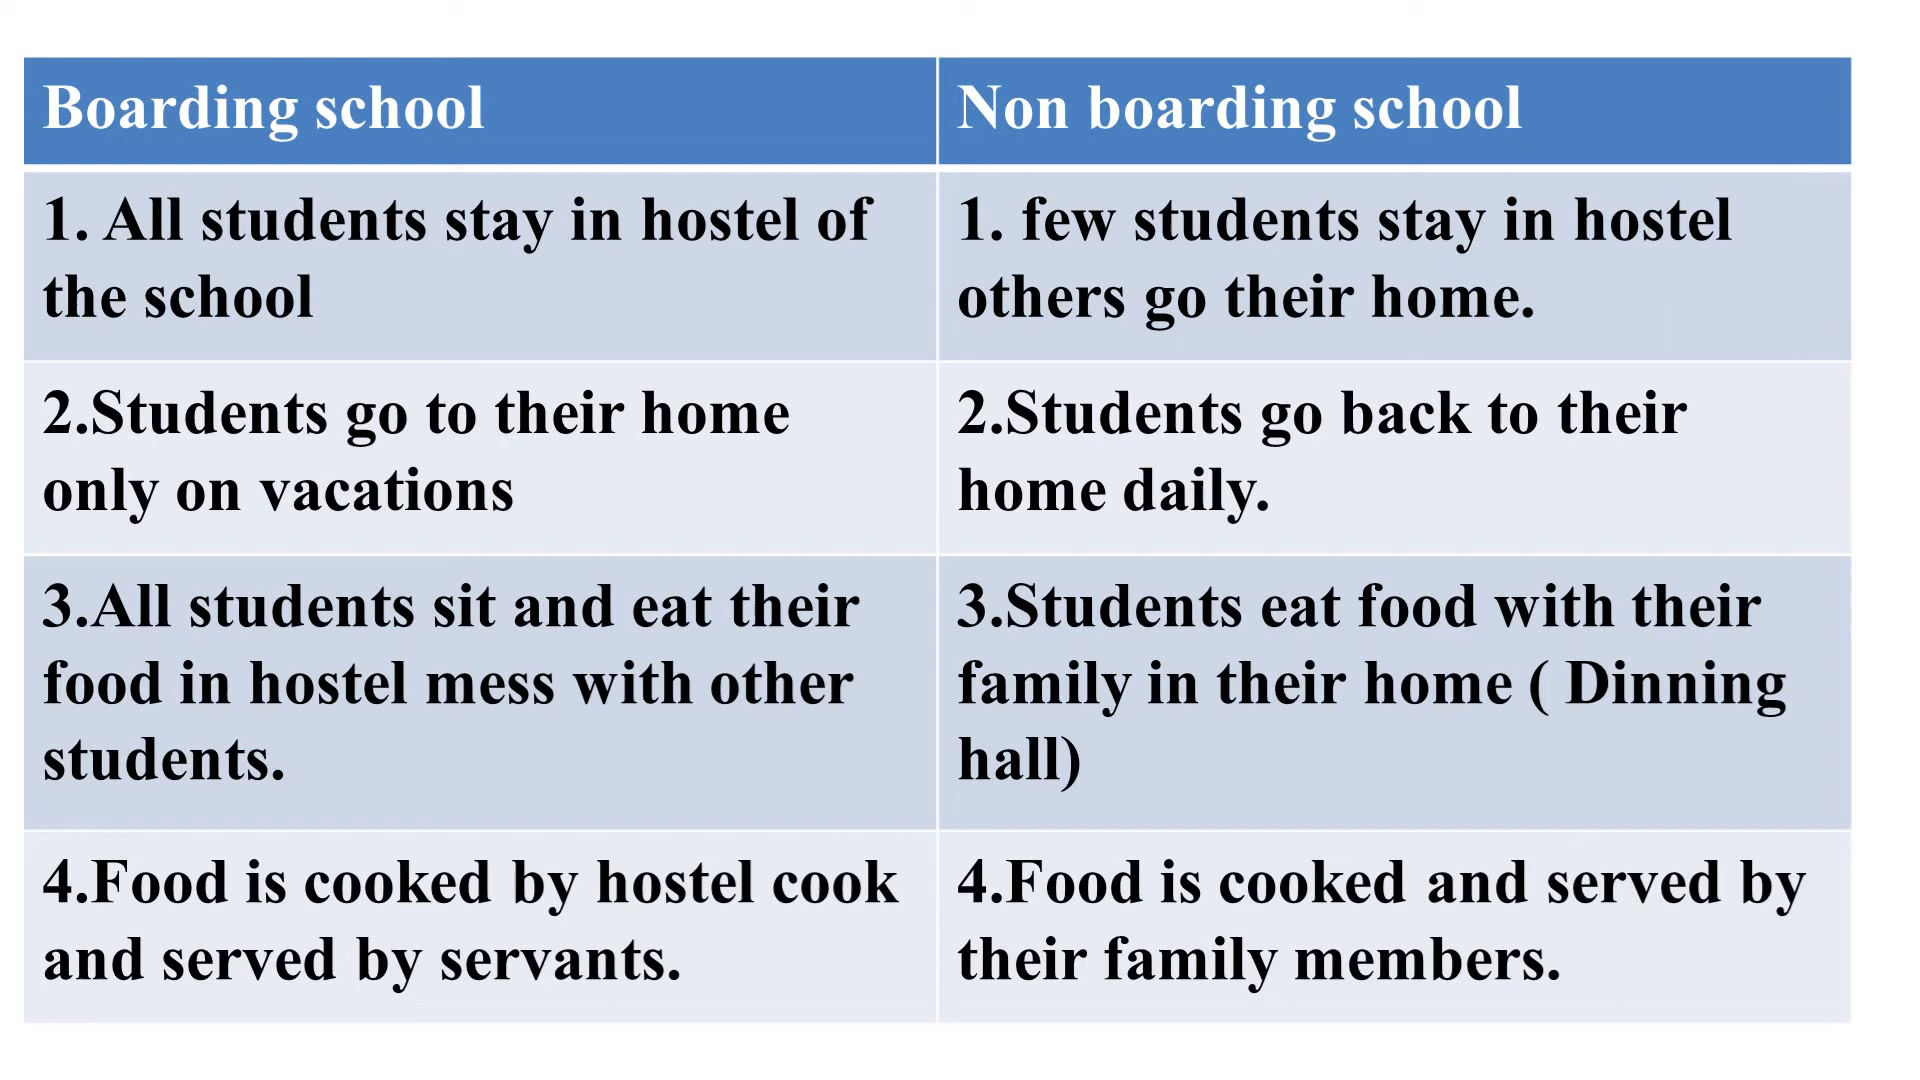 Boarding school
Non boarding school
1. All students stay in hostel of
the school
1. few students stay in hostel
others go their home.
2.Students go to their home
only on vacations
2.Students go back to their
home daily.
3.All students sit and eat their
food in hostel mess with other
students.
3.Students eat food with their
family in their home ( Dinning
hall)
4.Food is cooked by hostel cook
and served by servants.
4.Food is cooked and served by
their family members.